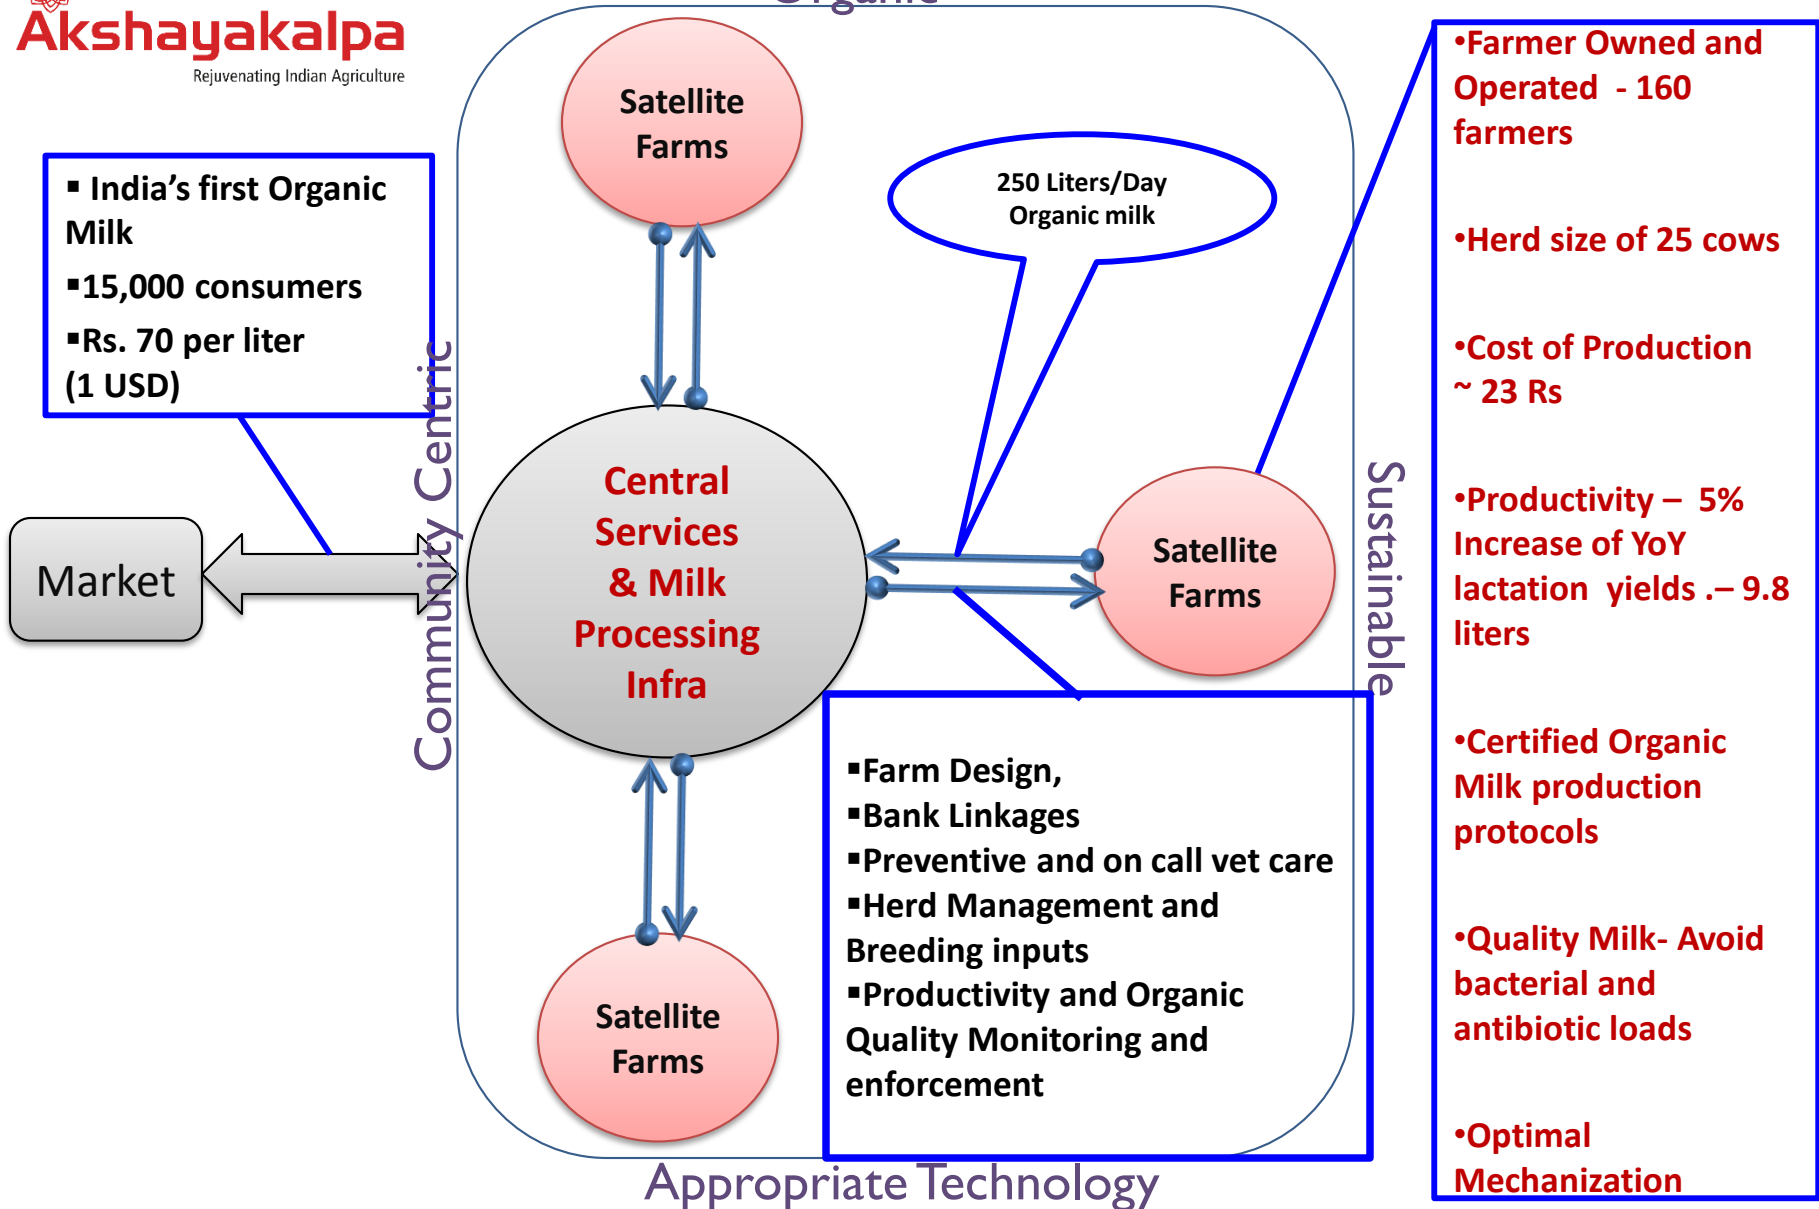 Organic
Akshayakalpa
Rejuvenating Indian Agriculture
▪ India’s first Organic
Milk
▪15,000 consumers
▪Rs. 70 per liter
(1 USD)
Market
Community Centric
Satellite
Farms
250 Liters/Day
Organic milk
Central
Services
& Milk
Processing
Infra
Satellite
Farms
Sustainable
Satellite
Farms
▪Farm Design,
▪Bank Linkages
▪Preventive and on call vet care
▪Herd Management and
Breeding inputs
▪Productivity and Organic
Quality Monitoring and
enforcement
Appropriate Technology
•Farmer Owned and
Operated - 160
farmers
•Herd size of 25 cows
•Cost of Production
~ 23 Rs
•Productivity – 5%
Increase of YoY
lactation yields .– 9.8
liters
•Certified Organic
Milk production
protocols
•Quality Milk- Avoid
bacterial and
antibiotic loads
•Optimal
Mechanization